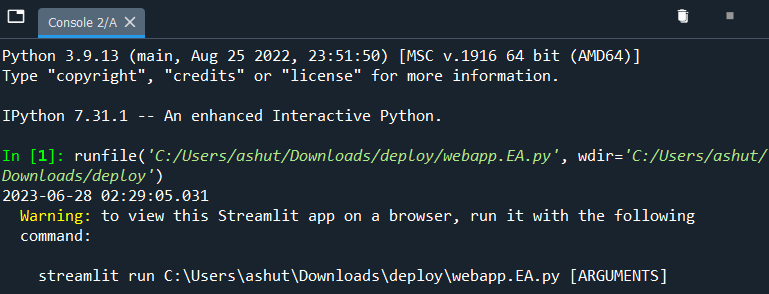 Console 2/A
Python 3.9.13 (main, Aug 25 2022, 23:51:50) [MSC v.1916 64 bit (AMD64)]
Type "copyright", "credits" or "license" for more information.
IPython 7.31.1 -- An enhanced Interactive Python.
In [1]: runfile('C:/Users/ashut/Downloads/deploy/webapp.EA.py', wdir='C:/Users/ashut/
Downloads/deploy')
2023-06-28 02:29:05.031
Warning: to view this Streamlit app on a browser, run it with the following
command:
streamlit run C:\Users\ashut\Downloads\deploy\webapp.EA.py [ARGUMENTS]